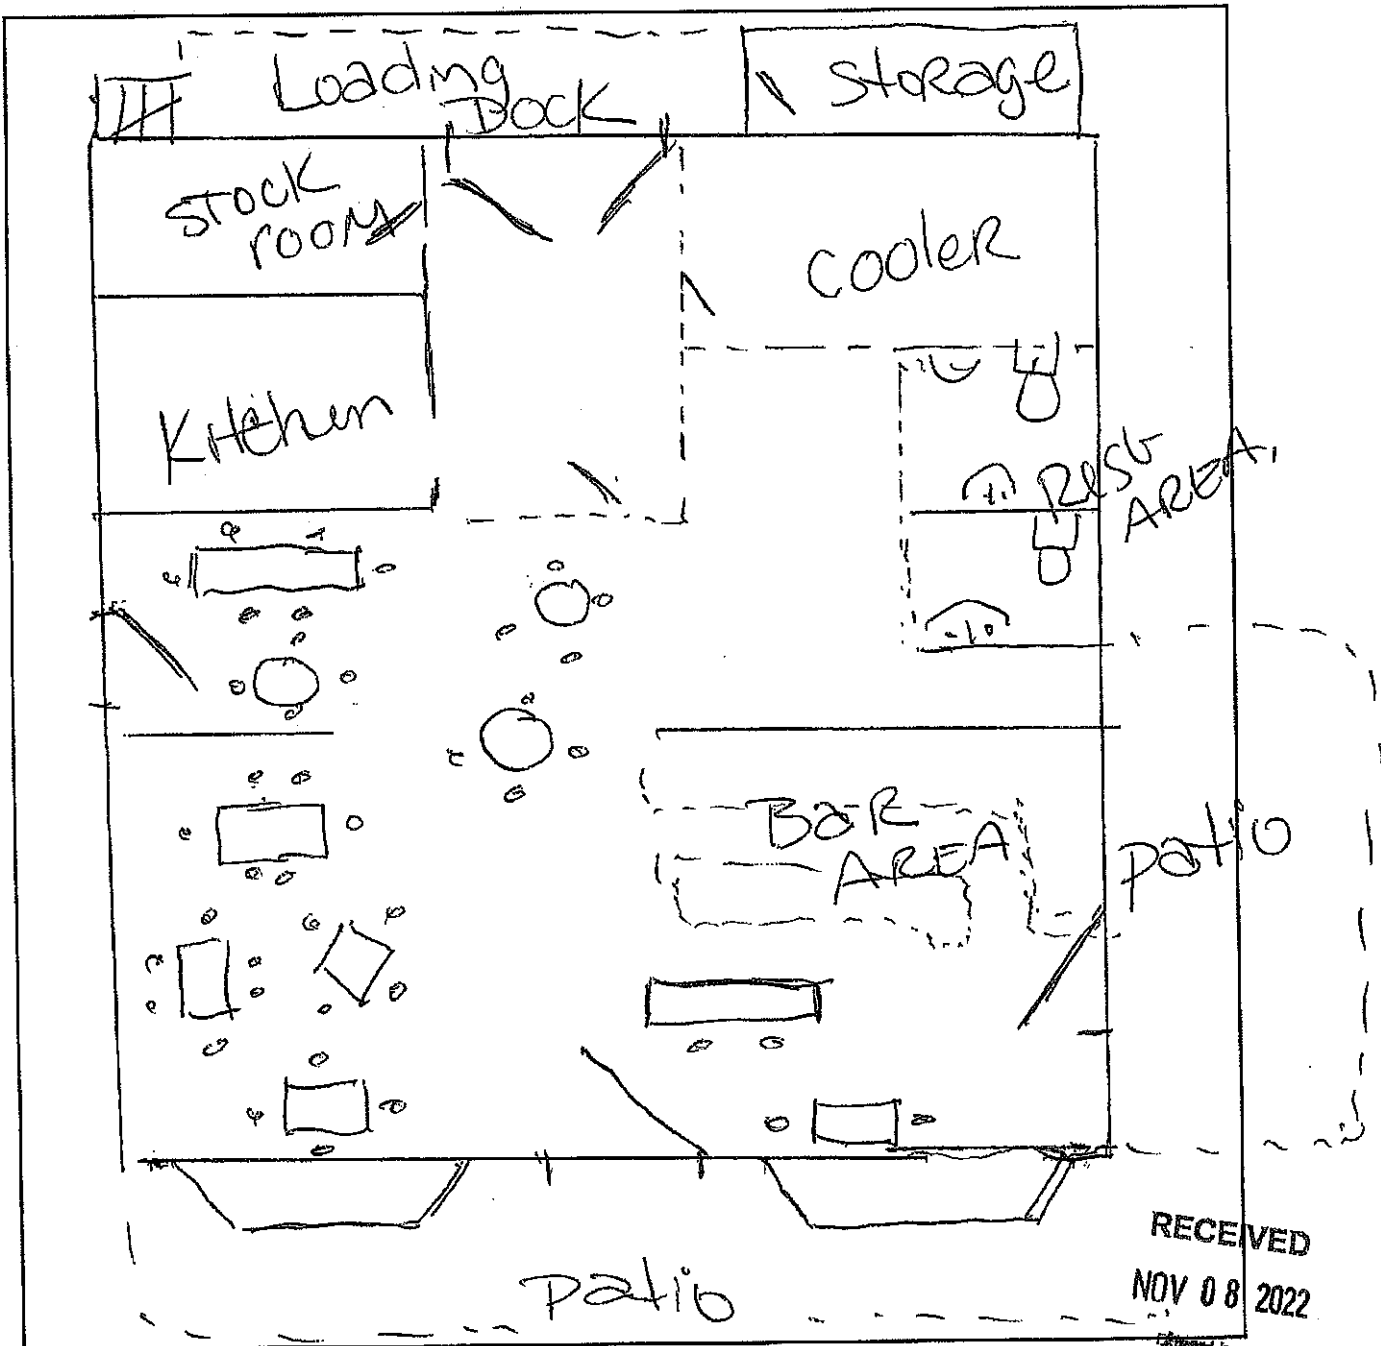 Loading
Dock
Storage
Stock
room
Cooler
Kitchen
Rest
AREA
Bar
AREA
patio
RECEIVED
NOV 08 2022
patio